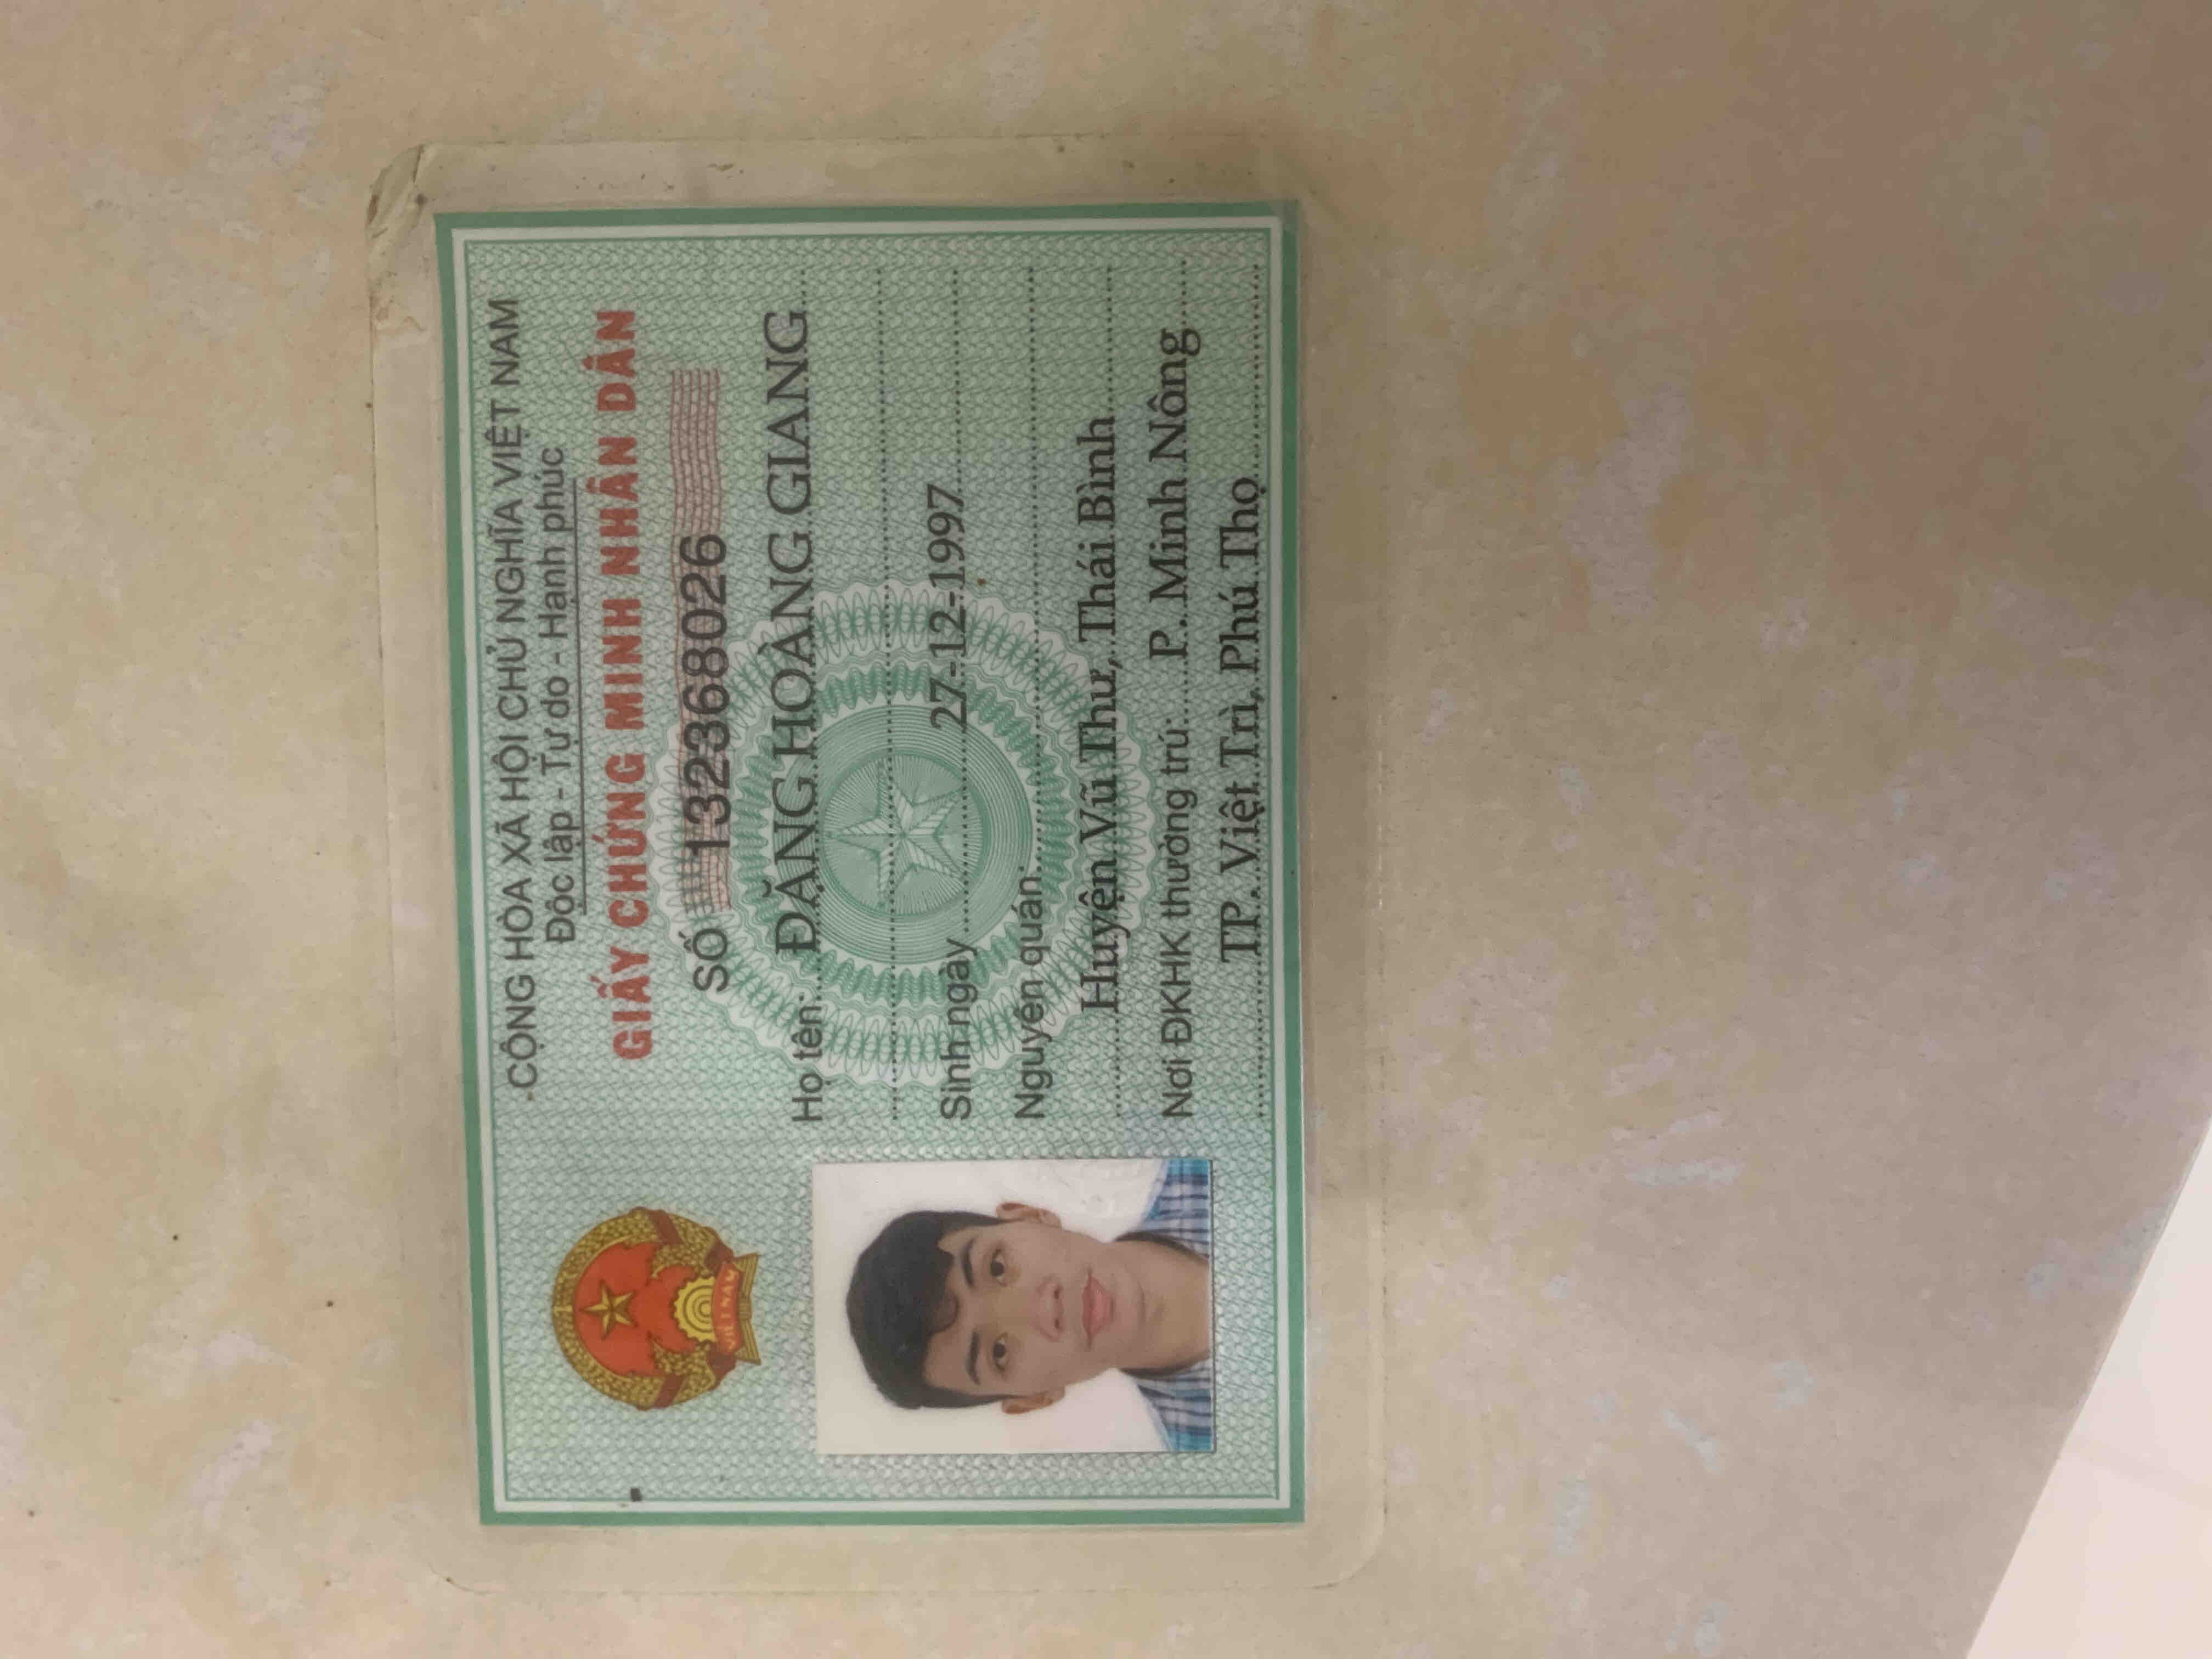 CỘNG HÒA XÃ HỘI CHỦ NGHĨA VIỆT NAM
Độc lập - Tự do - Hạnh phúc
GIẤY CHỨNG MINH NHÂN DÂN
SỐ 132368026
Họ tên: ĐẶNG HOÀNG GIANG
Sinh ngày 27-12-1997
Nguyên quán
Huyện Vũ Thư, Thái Bình
Nơi ĐKHK thường trú: P. Minh Nông
TP. Việt Trì, Phú Thọ
VIỆT NAM